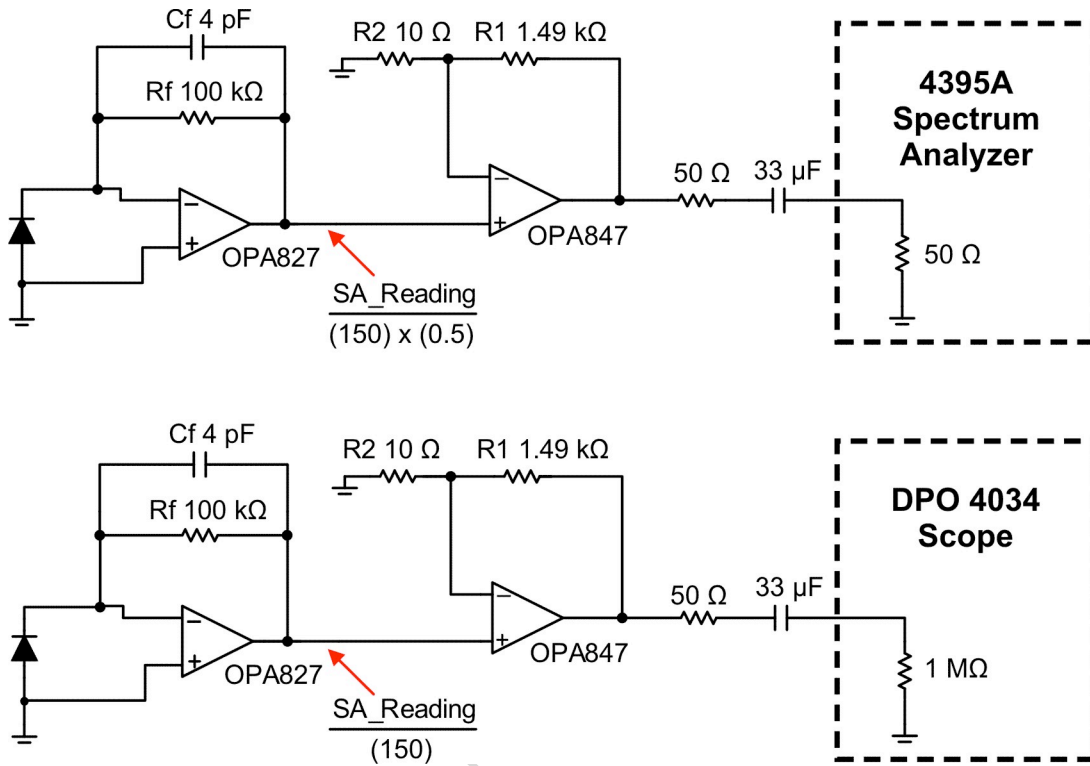 Cf 4 pF
Rf 100 kΩ
R2 10 Ω
R1 1.49 kΩ
4395A
Spectrum
Analyzer
−
+
OPA827
−
+
OPA847
50 Ω
33 μF
50 Ω
SA_Reading
(150) x (0.5)
Cf 4 pF
Rf 100 kΩ
R2 10 Ω
R1 1.49 kΩ
DPO 4034
Scope
−
+
OPA827
−
+
OPA847
50 Ω
33 μF
1 MΩ
SA_Reading
(150)